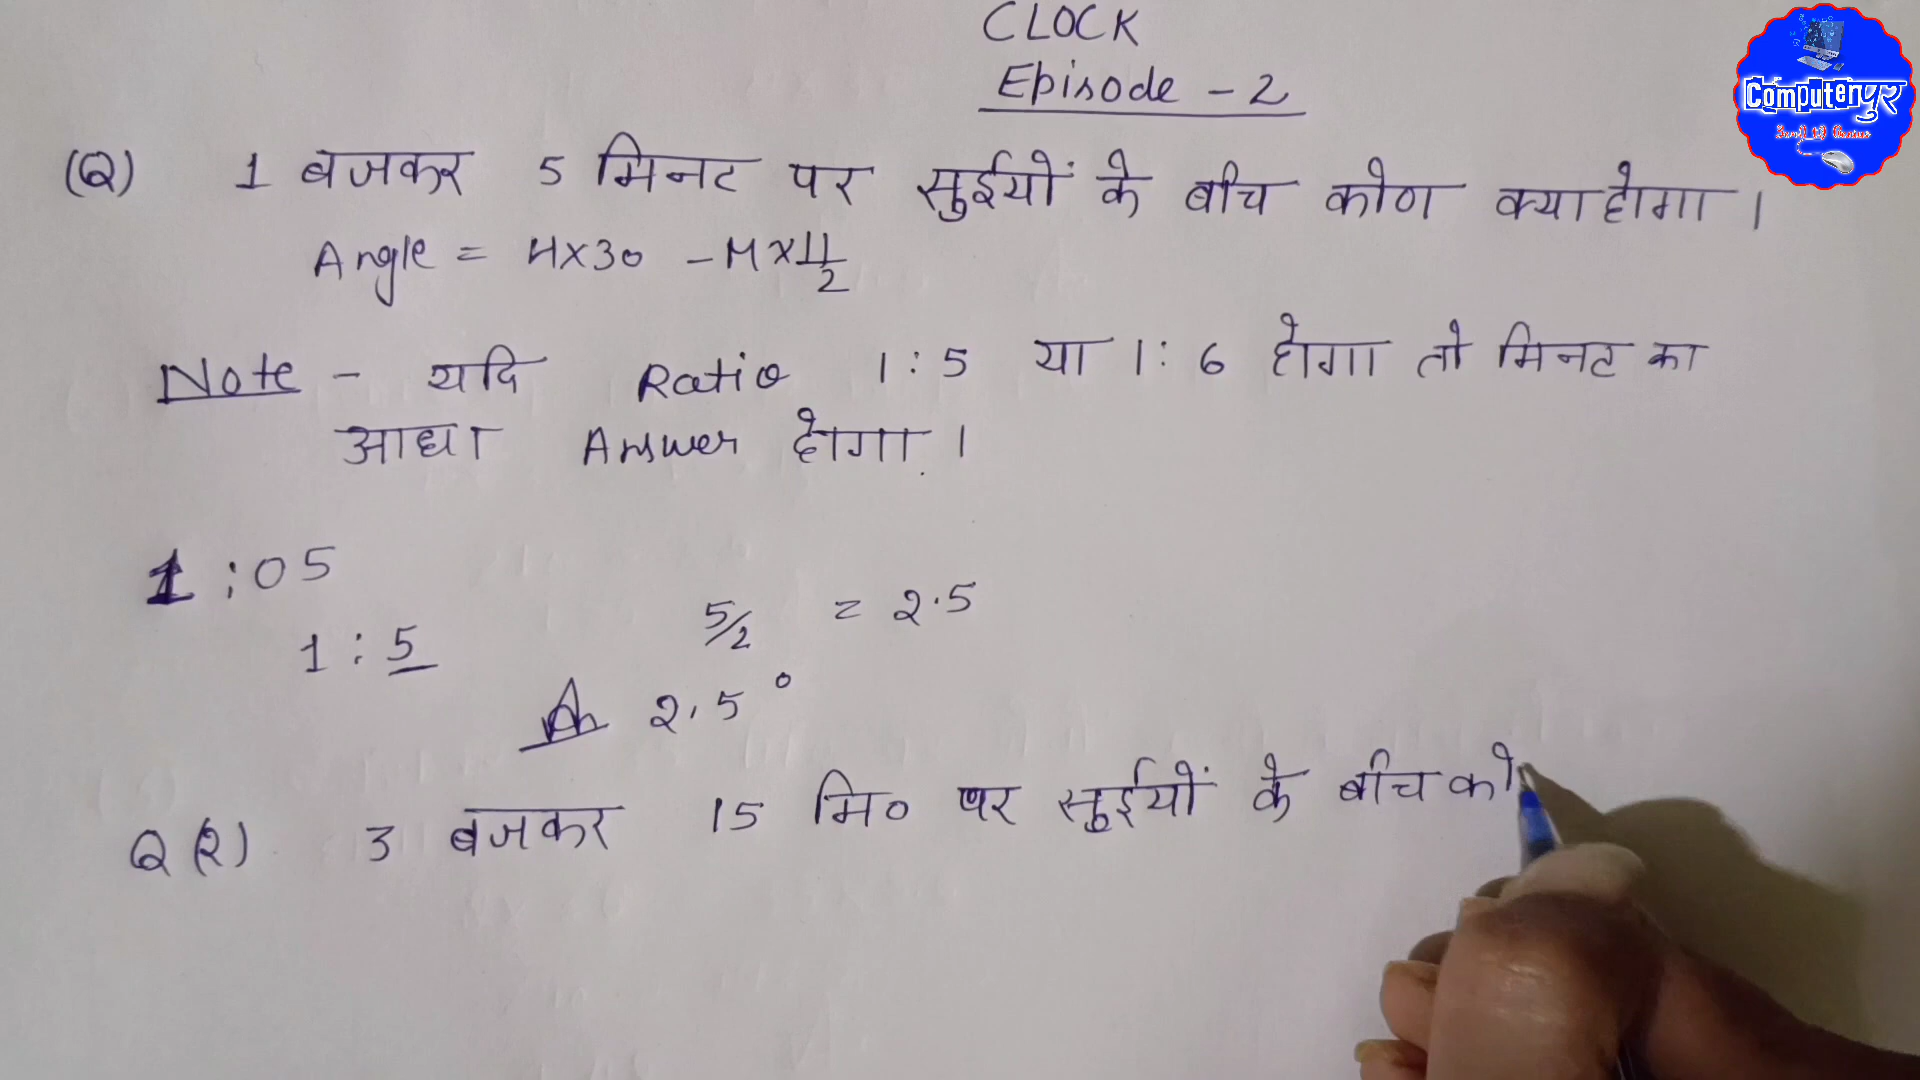 CLOCK
Episode - 2
Computerपुर
(Q) 1 बजकर 5 मिनट पर सुईयों के बीच कोण क्या होगा।
Angle = H×30 - M×11/2
Note - यदि Ratio 1:5 या 1:6 होगा तो मिनट का
आधा Answer होगा।
1:05
1:5 5/2 = 2.5
A 2.5°
Q(2) 3 बजकर 15 मि० पर सुईयों के बीच को